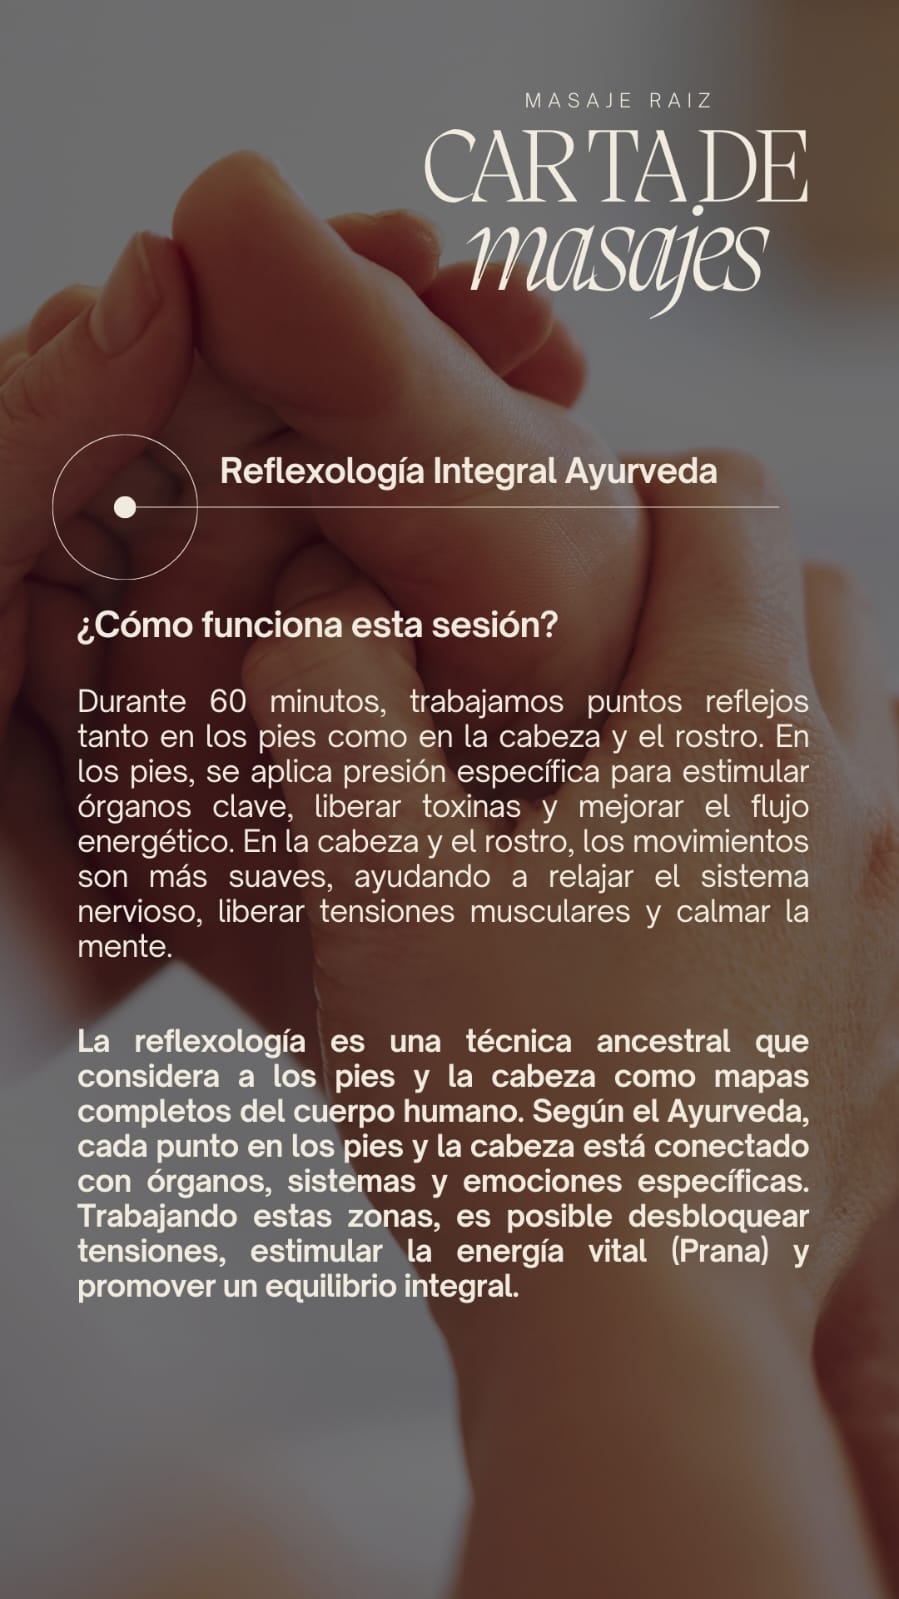 MASAJE RAIZ
CARTA DE
masajes
Reflexología Integral Ayurveda
¿Cómo funciona esta sesión?
Durante 60 minutos, trabajamos puntos reflejos
tanto en los pies como en la cabeza y el rostro. En
los pies, se aplica presión específica para estimular
órganos clave, liberar toxinas y mejorar el flujo
energético. En la cabeza y el rostro, los movimientos
son más suaves, ayudando a relajar el sistema
nervioso, liberar tensiones musculares y calmar la
mente.
La reflexología es una técnica ancestral que
considera a los pies y la cabeza como mapas
completos del cuerpo humano. Según el Ayurveda,
cada punto en los pies y la cabeza está conectado
con órganos, sistemas y emociones específicas.
Trabajando estas zonas, es posible desbloquear
tensiones, estimular la energía vital (Prana) y
promover un equilibrio integral.